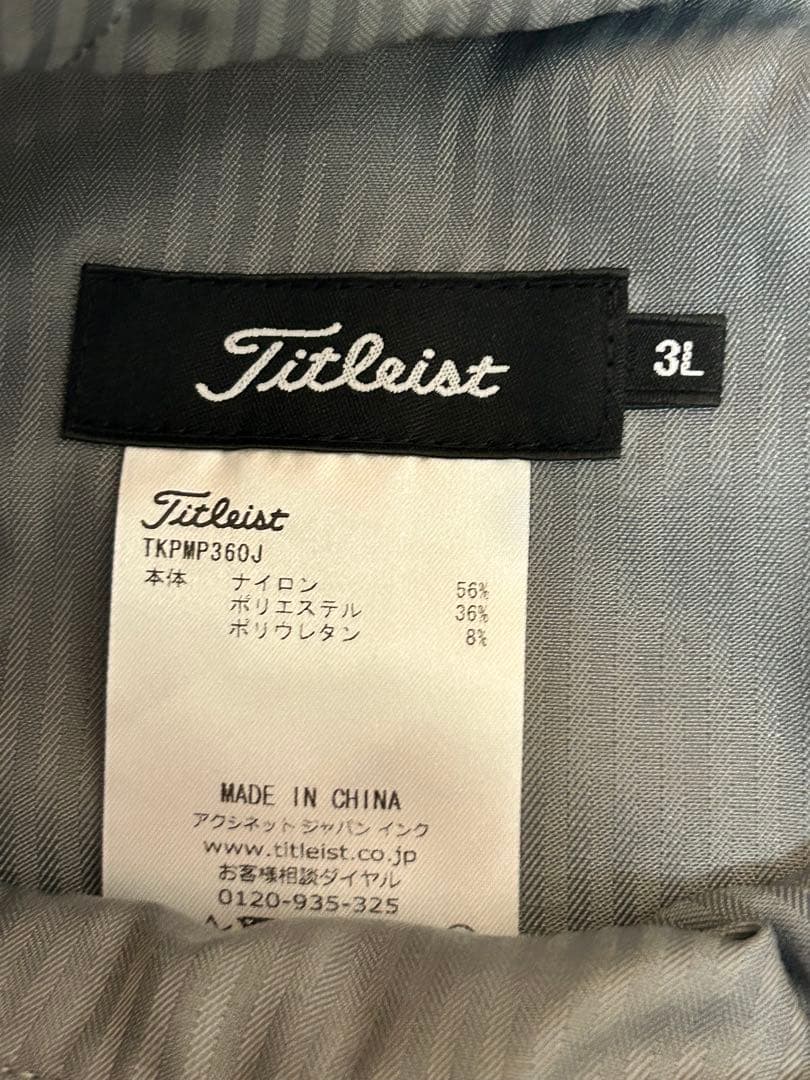 Titleist
3L
Titleist
TKPMP360J
本体 ナイロン 56%
ポリエステル 36%
ポリウレタン 8%
MADE IN CHINA
アクシネット ジャパン インク
www.titleist.co.jp
お客様相談ダイヤル
0120-935-325